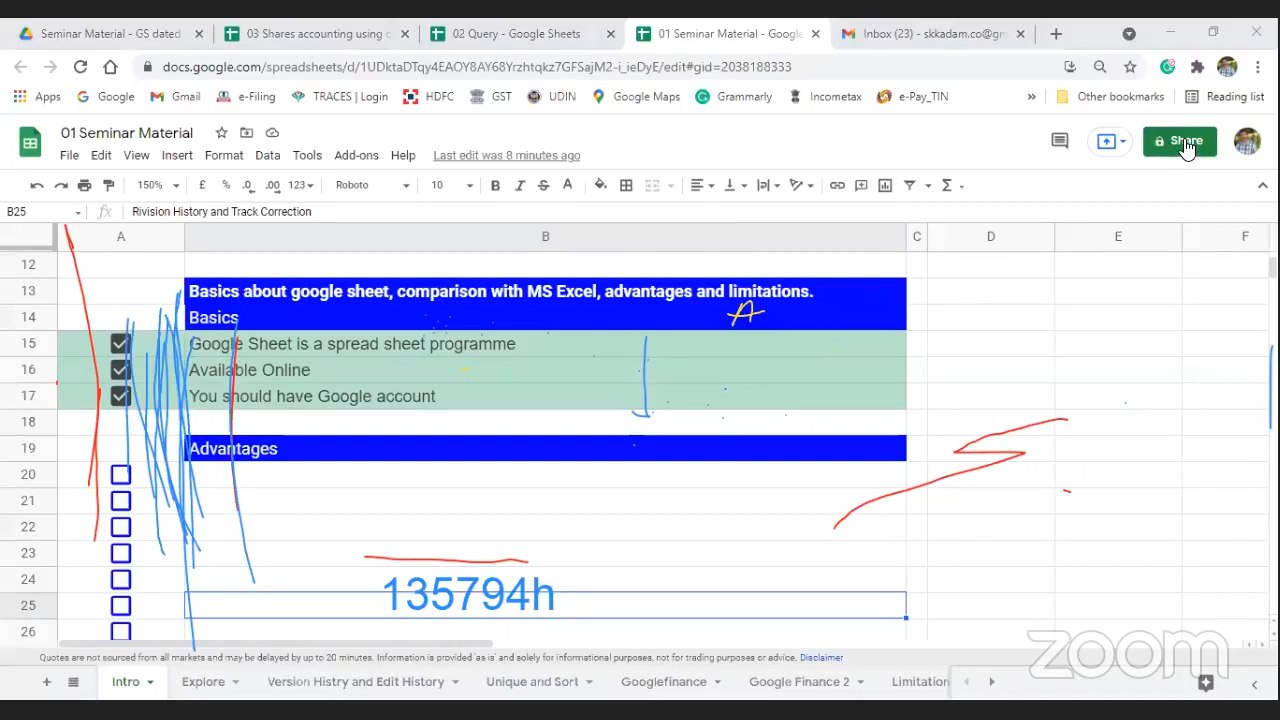 Seminar Material - GS dated
03 Shares accounting using c
02 Query - Google Sheets
01 Seminar Material - Google
Inbox (23) - skkadam.co@gm
docs.google.com/spreadsheets/d/1UDktaDTqy4EAOY8AY68Yrzhtqkz7GFSajM2-i_ieDyE/edit#gid=2038188333
Apps
Google
Gmail
e-Filing
TRACES | Login
HDFC
GST
UDIN
Google Maps
Grammarly
Incometax
e-Pay_TIN
»
Other bookmarks
Reading list
01 Seminar Material
File Edit View Insert Format Data Tools Add-ons Help Last edit was 8 minutes ago
Share
150% £ % .0 .00 123 Roboto 10 B I S A Σ
B25 fx Rivision History and Track Correction
A B C D E F
12
13 Basics about google sheet, comparison with MS Excel, advantages and limitations.
14 Basics A
15 Google Sheet is a spread sheet programme
16 Available Online
17 You should have Google account
18
19 Advantages
20
21
22
23
24
135794h
25
26
zoom
Quotes are not sourced from all markets and may be delayed by up to 20 minutes. Information is provided 'as is' and solely for informational purposes, not for trading purposes or advice. Disclaimer
Intro Explore Version Histry and Edit History Unique and Sort Googlefinance Google Finance 2 Limitation